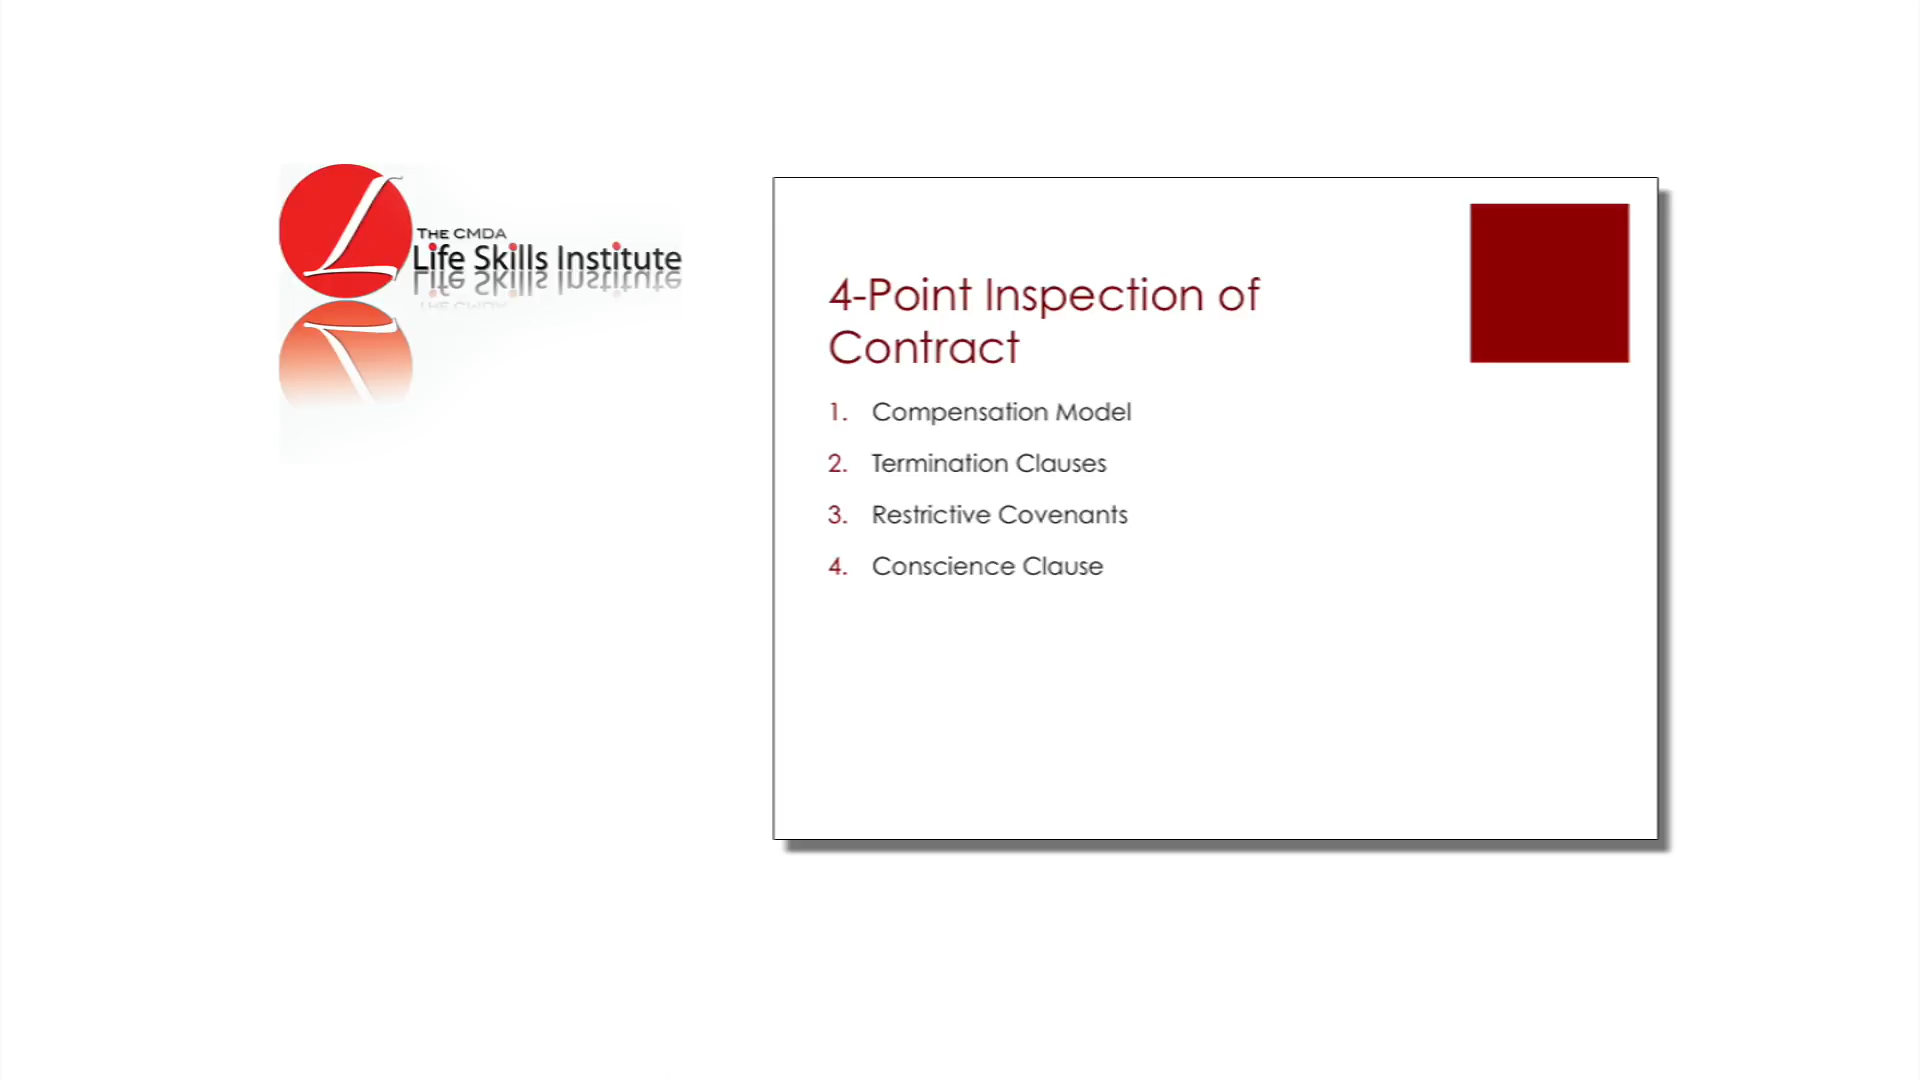 THE CMDA
Life Skills Institute
4-Point Inspection of
Contract
1. Compensation Model
2. Termination Clauses
3. Restrictive Covenants
4. Conscience Clause